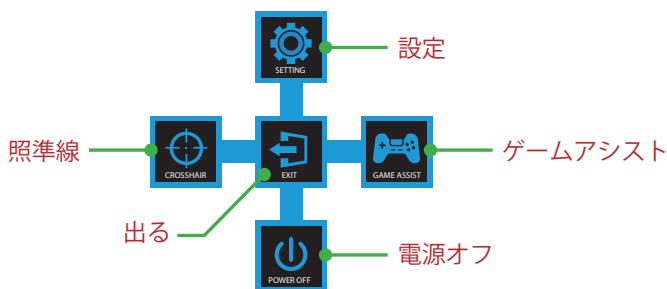 設定
SETTING
照準線
CROSSHAIR
EXIT
GAME ASSIST
ゲームアシスト
出る
POWER OFF
電源オフ